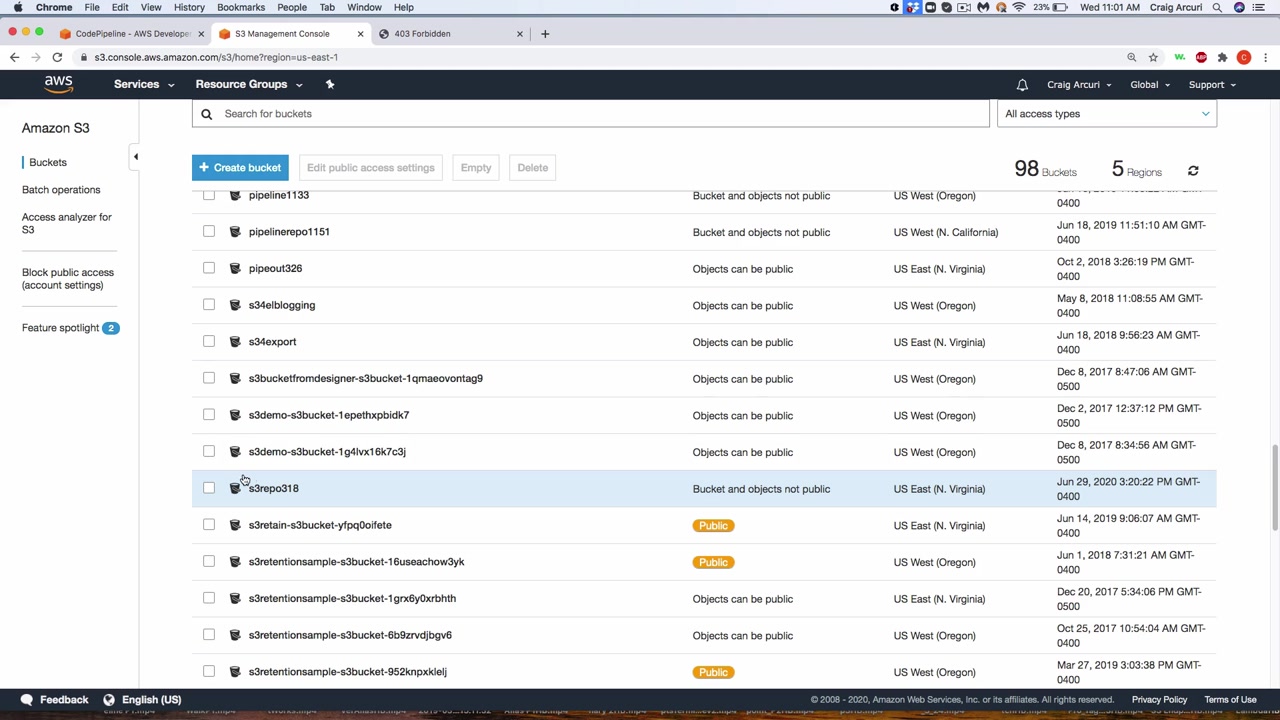 Chrome File Edit View History Bookmarks People Tab Window Help 23% Wed 11:01 AM Craig Arcuri
CodePipeline - AWS Develope × S3 Management Console × 403 Forbidden × +
s3.console.aws.amazon.com/s3/home?region=us-east-1
aws Services Resource Groups Craig Arcuri Global Support
Amazon S3
Buckets
Batch operations
Access analyzer for
S3
Block public access
(account settings)
Feature spotlight 2
Search for buckets All access types
+ Create bucket Edit public access settings Empty Delete 98 Buckets 5 Regions
pipeline1133 Bucket and objects not public US West (Oregon)
0400
pipelinerepo1151 Bucket and objects not public US West (N. California) Jun 18, 2019 11:51:10 AM GMT-
0400
pipeout326 Objects can be public US East (N. Virginia) Oct 2, 2018 3:26:19 PM GMT-
0400
s34elblogging Objects can be public US West (Oregon) May 8, 2018 11:08:55 AM GMT-
0400
s34export Objects can be public US East (N. Virginia) Jun 18, 2018 9:56:23 AM GMT-
0400
s3bucketfromdesigner-s3bucket-1qmaeovontag9 Objects can be public US West (Oregon) Dec 8, 2017 8:47:06 AM GMT-
0500
s3demo-s3bucket-1epethxpbidk7 Objects can be public US West (Oregon) Dec 2, 2017 12:37:12 PM GMT-
0500
s3demo-s3bucket-1g4lvx16k7c3j Objects can be public US West (Oregon) Dec 8, 2017 8:34:56 AM GMT-
0500
s3repo318 Bucket and objects not public US East (N. Virginia) Jun 29, 2020 3:20:22 PM GMT-
0400
s3retain-s3bucket-yfpq0oifete Public US East (N. Virginia) Jun 14, 2019 9:06:07 AM GMT-
0400
s3retentionsample-s3bucket-16useachow3yk Public US West (Oregon) Jun 1, 2018 7:31:21 AM GMT-
0400
s3retentionsample-s3bucket-1grx6y0xrbhth Objects can be public US East (N. Virginia) Dec 20, 2017 5:34:06 PM GMT-
0500
s3retentionsample-s3bucket-6b9zrvdjbgv6 Objects can be public US West (Oregon) Oct 25, 2017 10:54:04 AM GMT-
0400
s3retentionsample-s3bucket-952knpxklelj Public US West (Oregon) Mar 27, 2019 3:03:38 PM GMT-
0400
Feedback English (US) © 2008 - 2020, Amazon Web Services, Inc. or its affiliates. All rights reserved. Privacy Policy Terms of Use